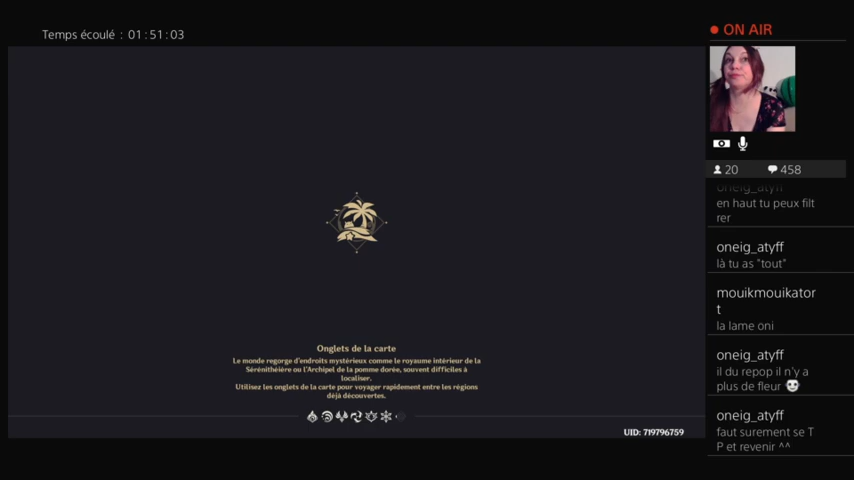 Temps écoulé : 01:51:03
ON AIR
20
458
oneig_atyff
en haut tu peux filt
rer
oneig_atyff
là tu as "tout"
mouikmouikator
t
la lame oni
oneig_atyff
il du repop il n'y a
plus de fleur
oneig_atyff
faut surement se T
P et revenir ^^
Onglets de la carte
Le monde regorge d'endroits mystérieux comme le royaume intérieur de la
Sérénithéière ou l'Archipel de la pomme dorée, souvent difficiles à
localiser.
Utilisez les onglets de la carte pour voyager rapidement entre les régions
déjà découvertes.
UID: 719796759